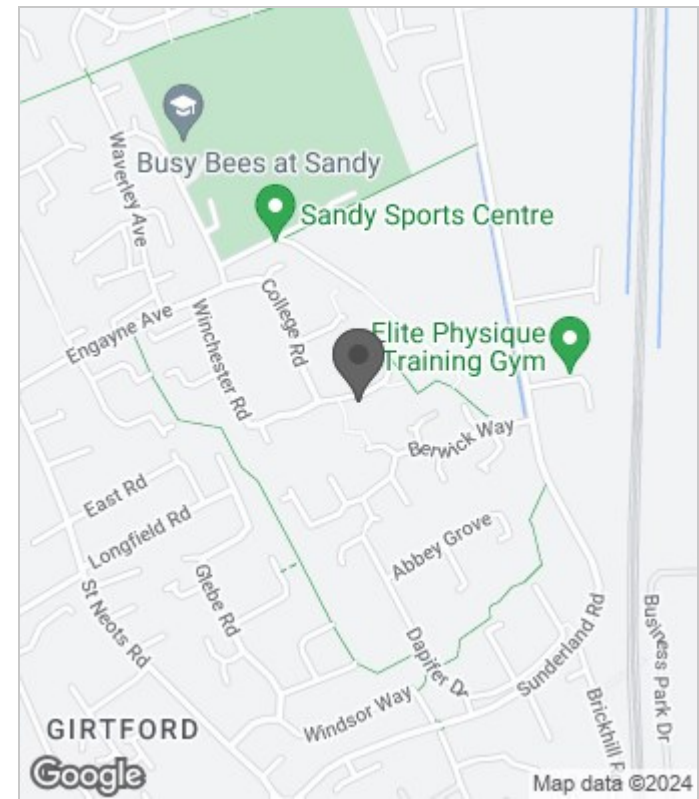 Busy Bees at Sandy
Waverley Ave
Sandy Sports Centre
College Rd
Engayne Ave
Winchester Rd
Elite Physique
Training Gym
Berwick Way
East Rd
Longfield Rd
Abbey Grove
Glebe Rd
St Neots Rd
Dapifer Dr
Sunderland Rd
Business Park Dr
Windsor Way
Brickhill
GIRTFORD
Google
Map data ©2024